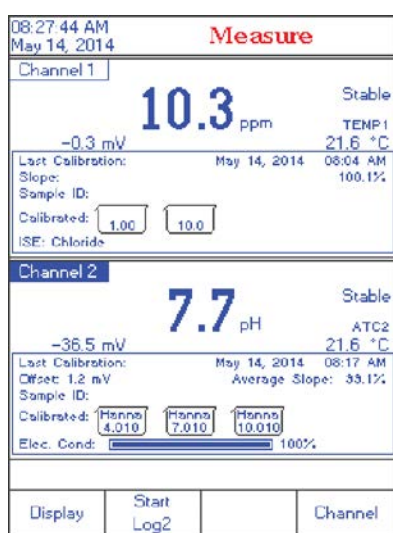 08:27:44 AM
May 14, 2014
Measure
Channel 1
10.3 ppm
Stable
TEMP1
-0.3 mV
21.6 °C
Last Calibration: May 14, 2014 08:04 AM
Slope: 100.1%
Sample ID:
Calibrated: 1.00 10.0
ISE: Chloride
Channel 2
7.7 pH
Stable
ATC2
-36.5 mV
21.6 °C
Last Calibration: May 14, 2014 08:17 AM
Offset: 1.2 mV Average Slope: 99.1%
Sample ID:
Calibrated: Hanna 4.010 Hanna 7.010 Hanna 10.010
Elec. Cond: 100%
Display
Start Log2
Channel